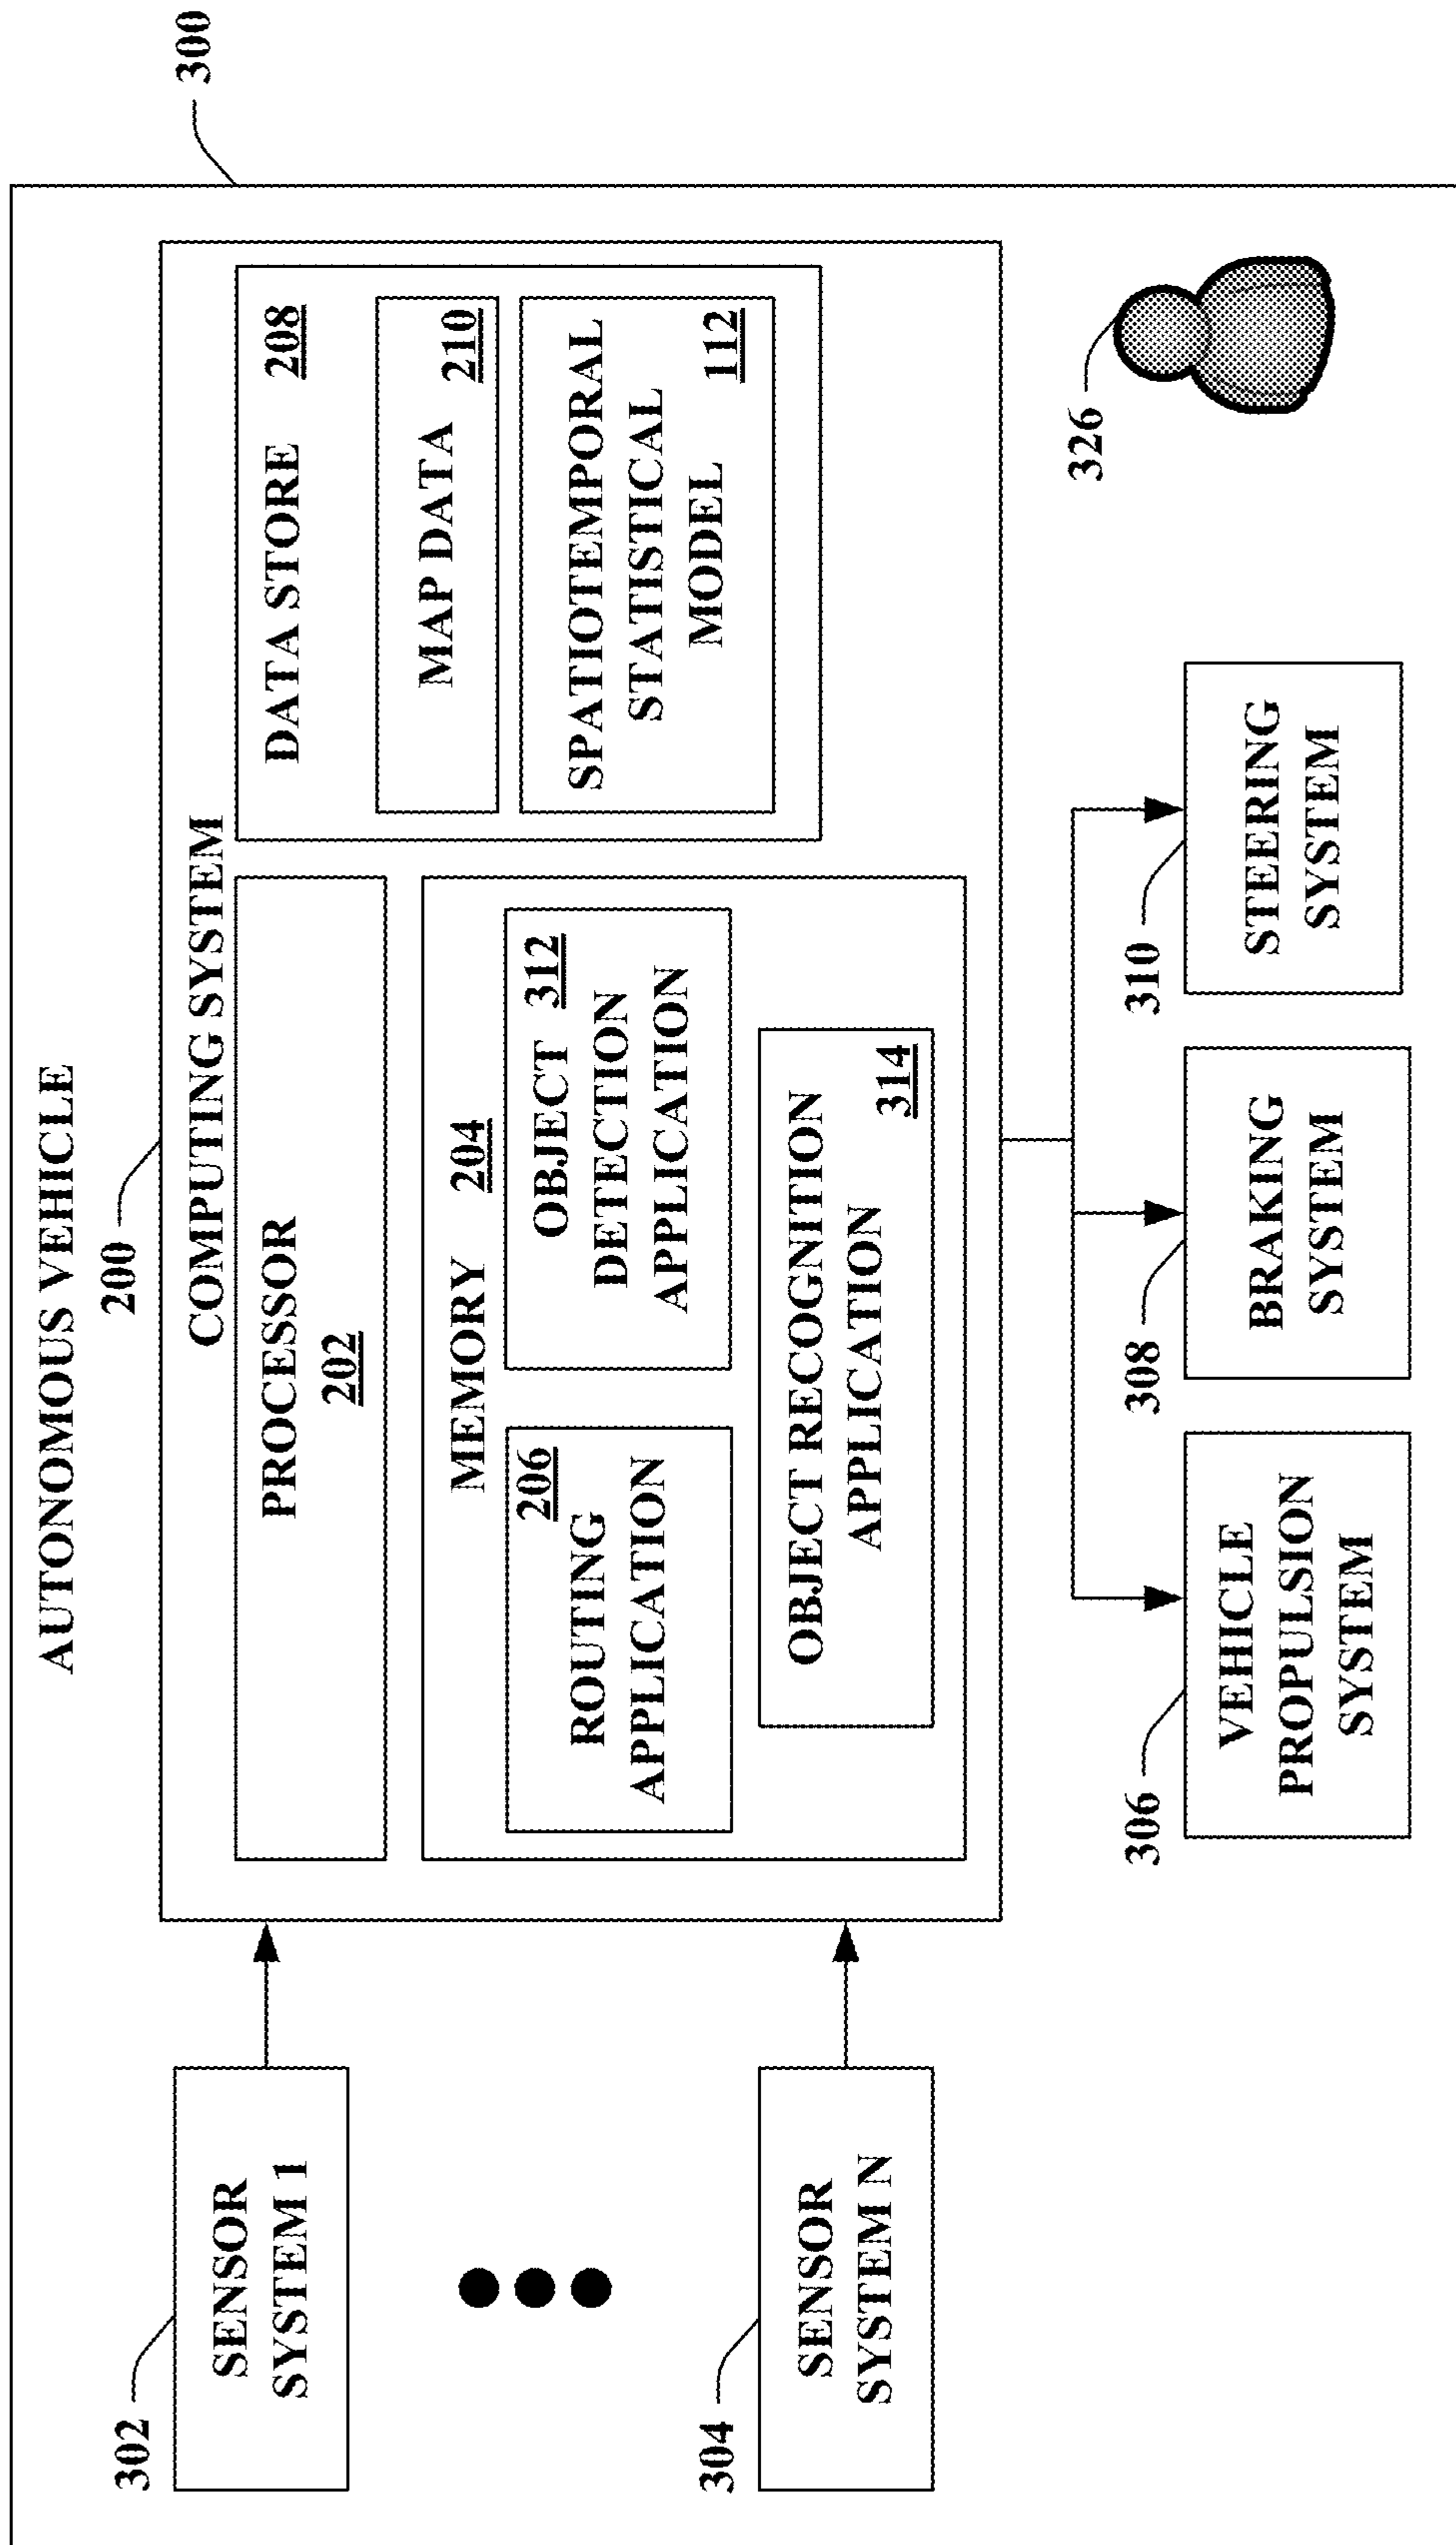 AUTONOMOUS VEHICLE
300
200
COMPUTING SYSTEM
PROCESSOR
202
MEMORY 204
ROUTING
APPLICATION
206
OBJECT
DETECTION
APPLICATION
312
OBJECT RECOGNITION
APPLICATION
314
DATA STORE 208
MAP DATA
210
SPATIOTEMPORAL
STATISTICAL
MODEL
112
302
SENSOR
SYSTEM 1
304
SENSOR
SYSTEM N
306
VEHICLE
PROPULSION
SYSTEM
308
BRAKING
SYSTEM
310
STEERING
SYSTEM
326